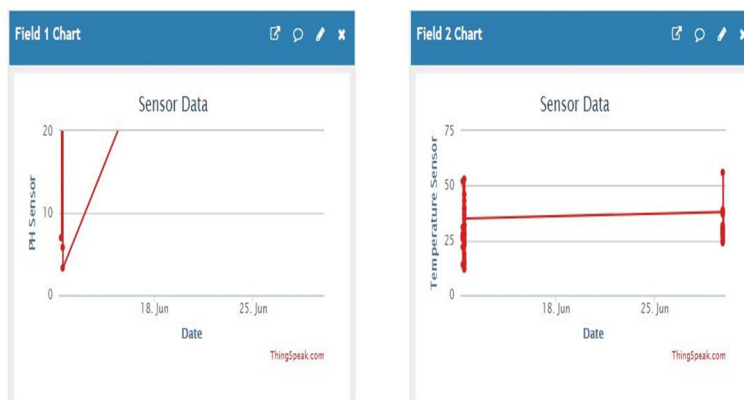 Field 1 Chart
Sensor Data
20
10
0
PH Sensor
18. Jun
25. Jun
Date
ThingSpeak.com
Field 2 Chart
Sensor Data
75
50
25
0
Temperature Sensor
18. Jun
25. Jun
Date
ThingSpeak.com